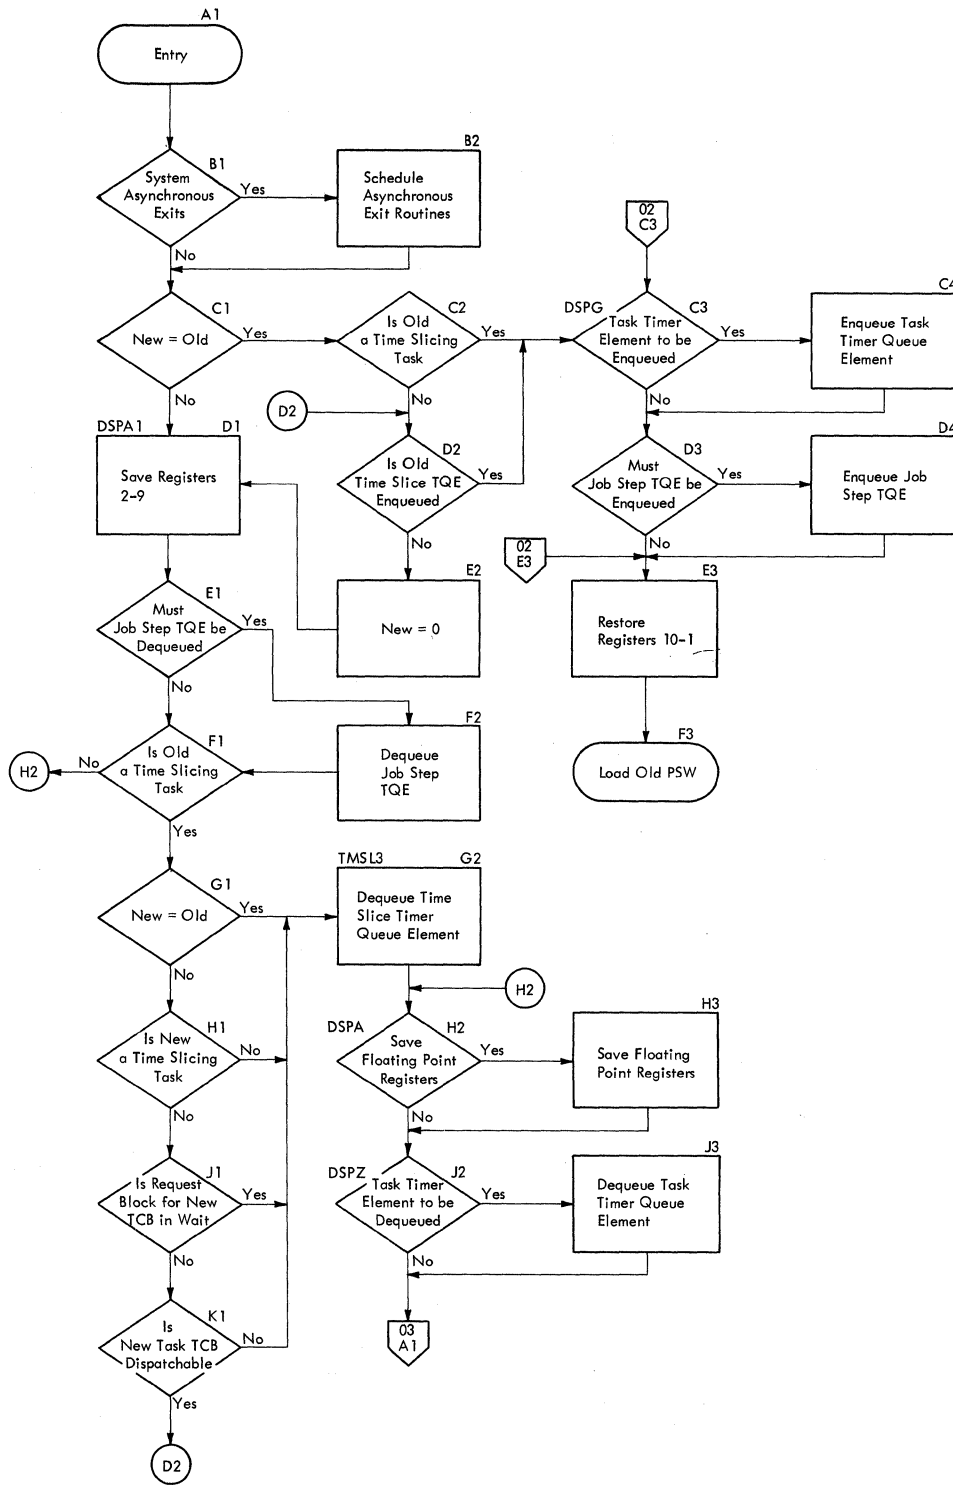 A1
Entry
B1
System
Asynchronous
Exits
Yes
No
B2
Schedule
Asynchronous
Exit Routines
02
C3
C1
New = Old
Yes
No
C2
Is Old
a Time Slicing
Task
Yes
No
DSPG
C3
Task Timer
Element to be
Enqueued
Yes
No
C4
Enqueue Task
Timer Queue
Element
D2
DSPA1
D1
Save Registers
2-9
D2
Is Old
Time Slice TQE
Enqueued
Yes
No
D3
Must
Job Step TQE be
Enqueued
Yes
No
D4
Enqueue Job
Step TQE
02
E3
E1
Must
Job Step TQE be
Dequeued
Yes
No
E2
New = 0
E3
Restore
Registers 10-1
F1
Is Old
a Time Slicing
Task
No
Yes
H2
F2
Dequeue
Job Step
TQE
F3
Load Old PSW
G1
New = Old
Yes
No
TMSL3
G2
Dequeue Time
Slice Timer
Queue Element
H2
H1
Is New
a Time Slicing
Task
No
No
DSPA
H2
Save
Floating Point
Registers
Yes
No
H3
Save Floating
Point Registers
J1
Is Request
Block for New
TCB in Wait
Yes
No
DSPZ
J2
Task Timer
Element to be
Dequeued
Yes
No
J3
Dequeue Task
Timer Queue
Element
K1
Is
New Task TCB
Dispatchable
No
Yes
03
A1
D2